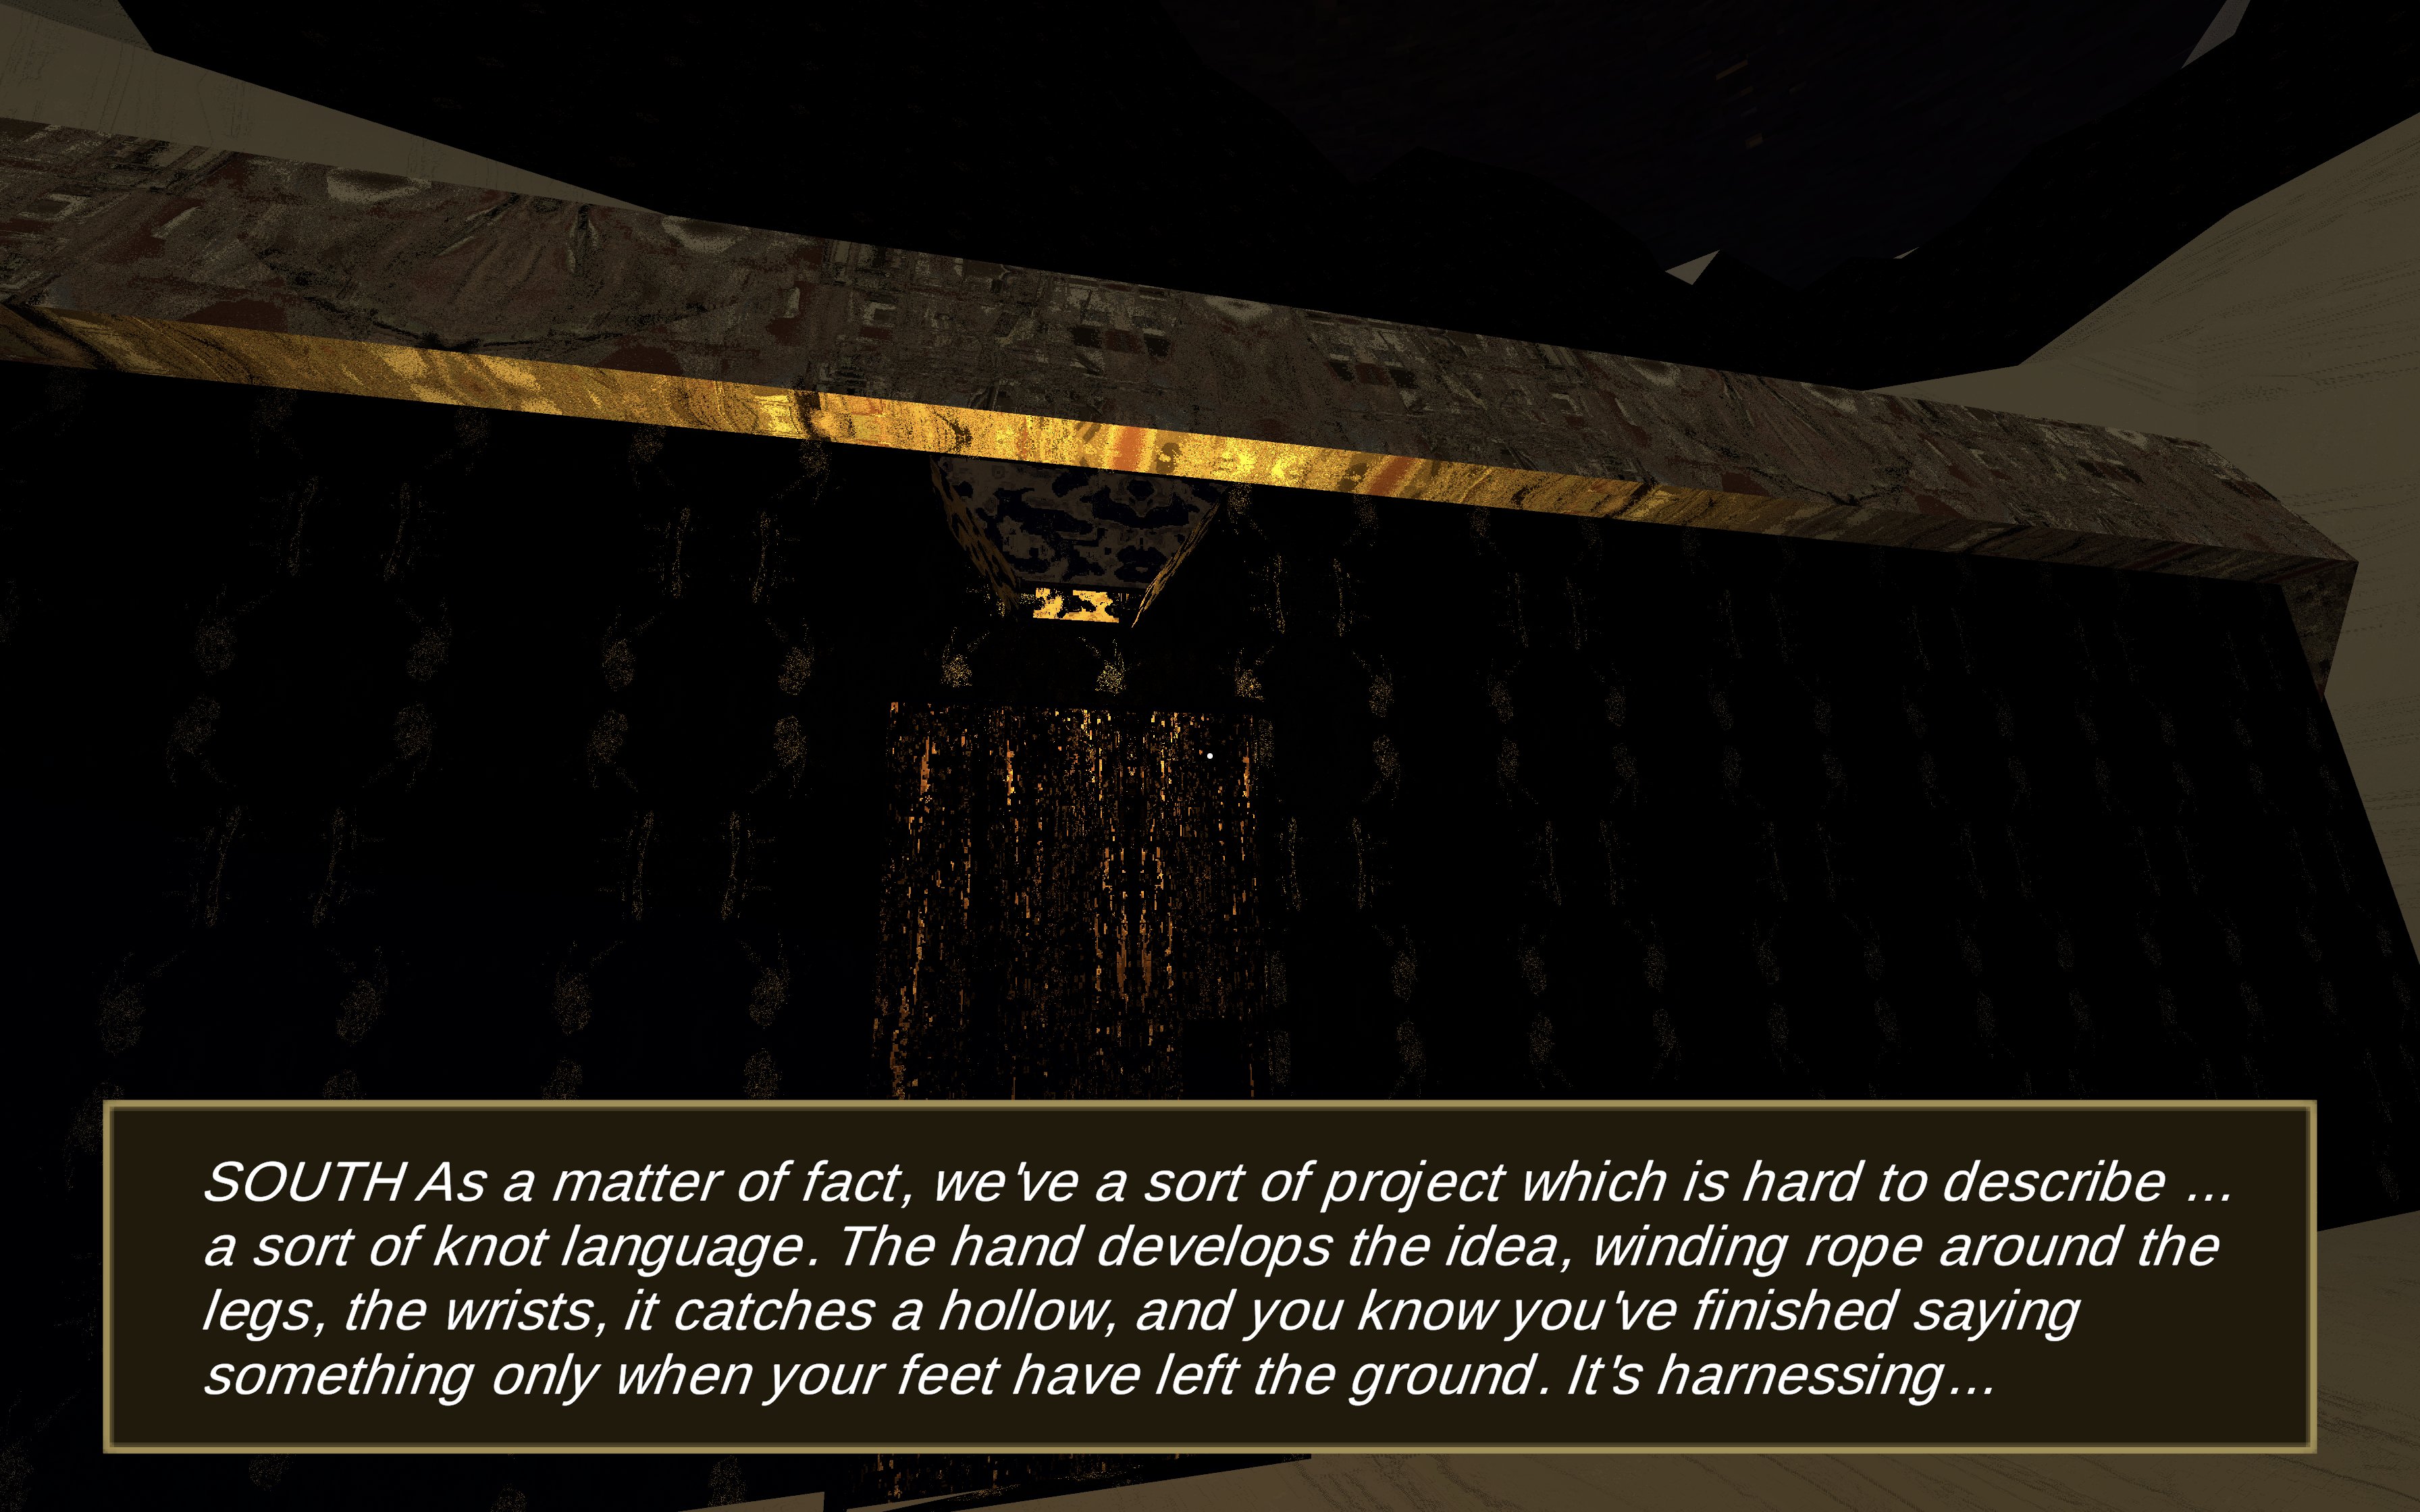 SOUTH As a matter of fact, we've a sort of project which is hard to describe ...
a sort of knot language. The hand develops the idea, winding rope around the
legs, the wrists, it catches a hollow, and you know you've finished saying
something only when your feet have left the ground. It's harnessing...